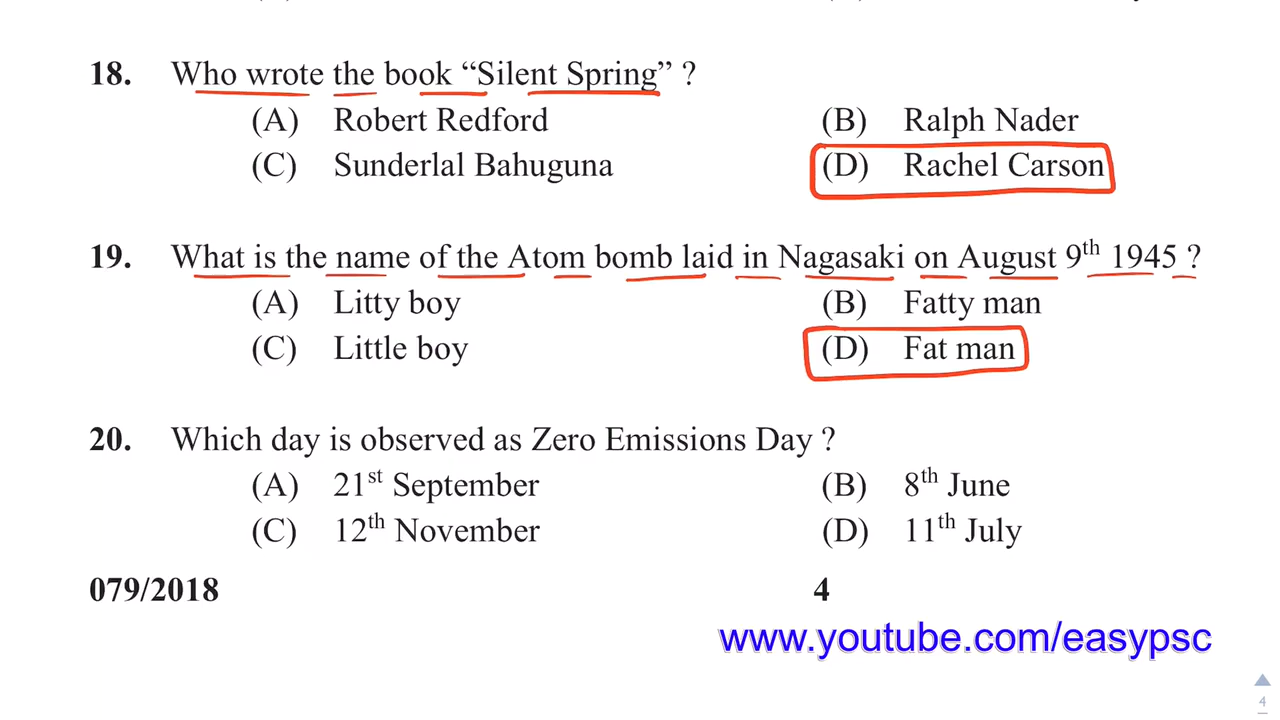 18. Who wrote the book “Silent Spring” ?
(A) Robert Redford (B) Ralph Nader
(C) Sunderlal Bahuguna (D) Rachel Carson
19. What is the name of the Atom bomb laid in Nagasaki on August 9th 1945 ?
(A) Litty boy (B) Fatty man
(C) Little boy (D) Fat man
20. Which day is observed as Zero Emissions Day ?
(A) 21st September (B) 8th June
(C) 12th November (D) 11th July
079/2018 4
www.youtube.com/easypsc
4